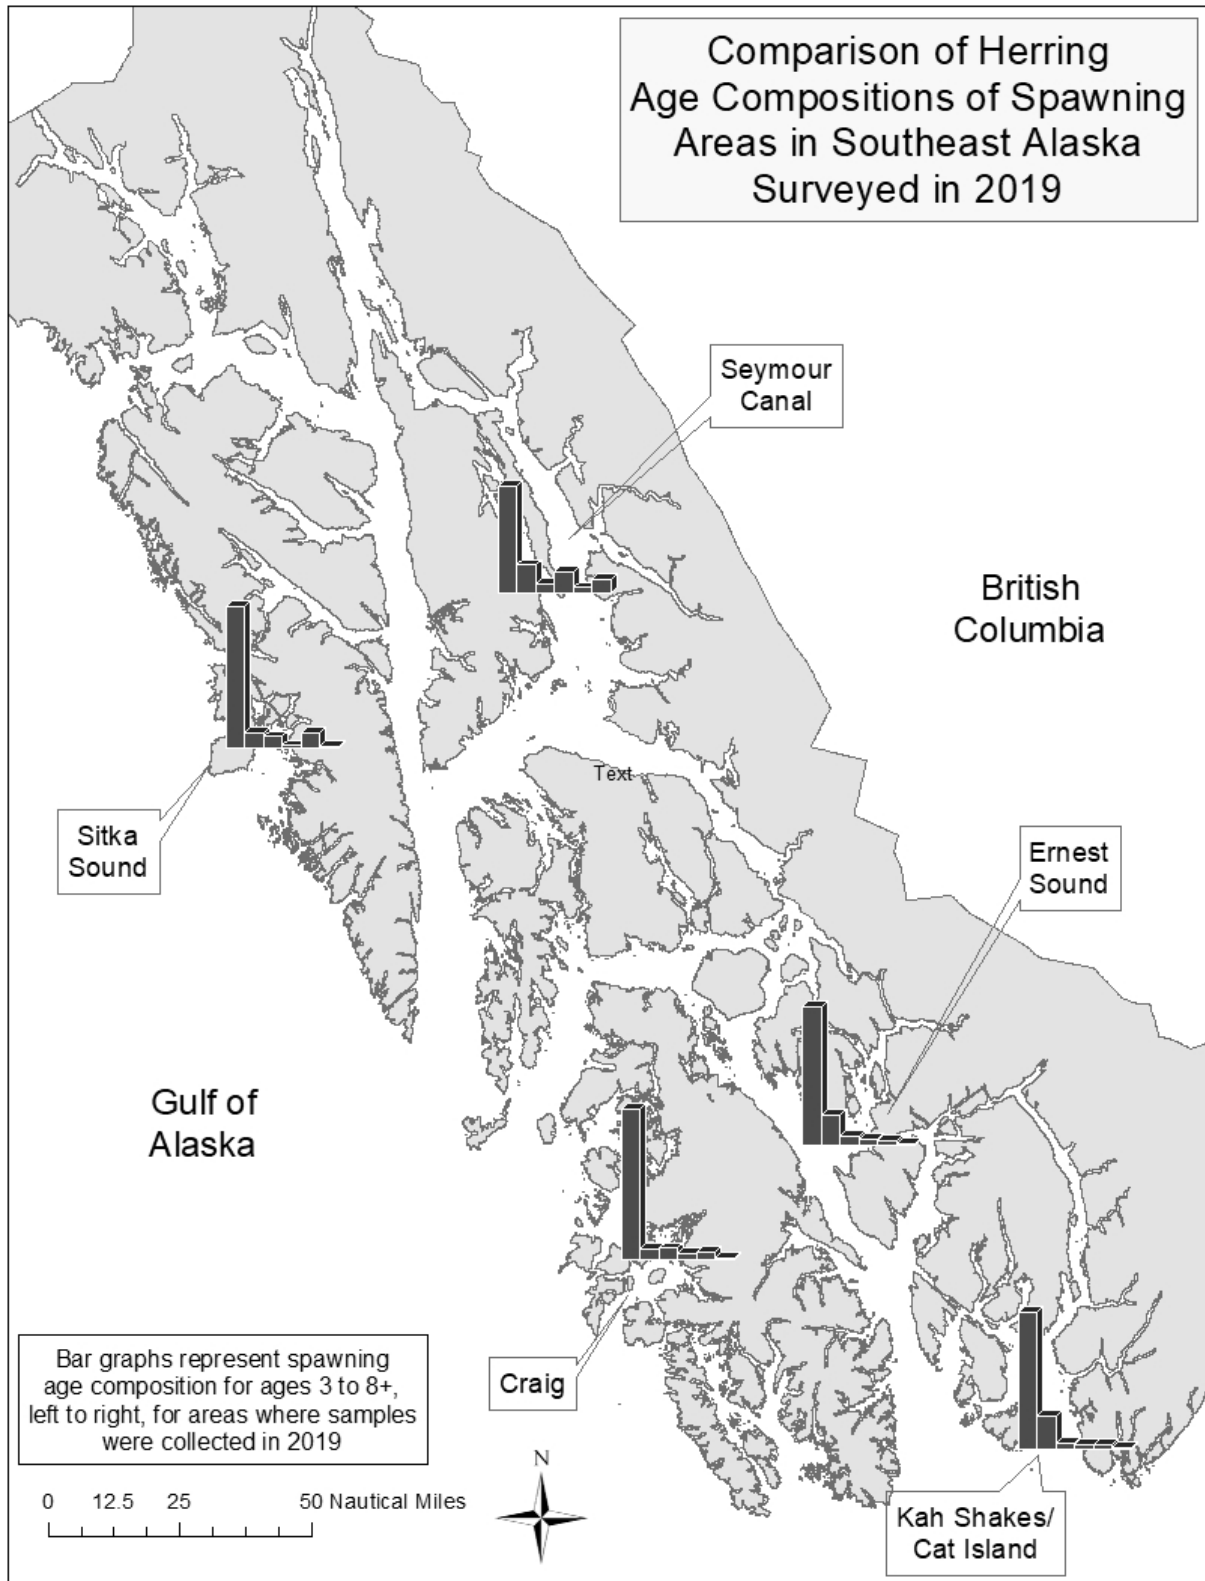 Comparison of Herring
Age Compositions of Spawning
Areas in Southeast Alaska
Surveyed in 2019
Seymour
Canal
British
Columbia
Text
Sitka
Sound
Ernest
Sound
Gulf of
Alaska
Craig
Bar graphs represent spawning
age composition for ages 3 to 8+,
left to right, for areas where samples
were collected in 2019
N
0 12.5 25 50 Nautical Miles
Kah Shakes/
Cat Island